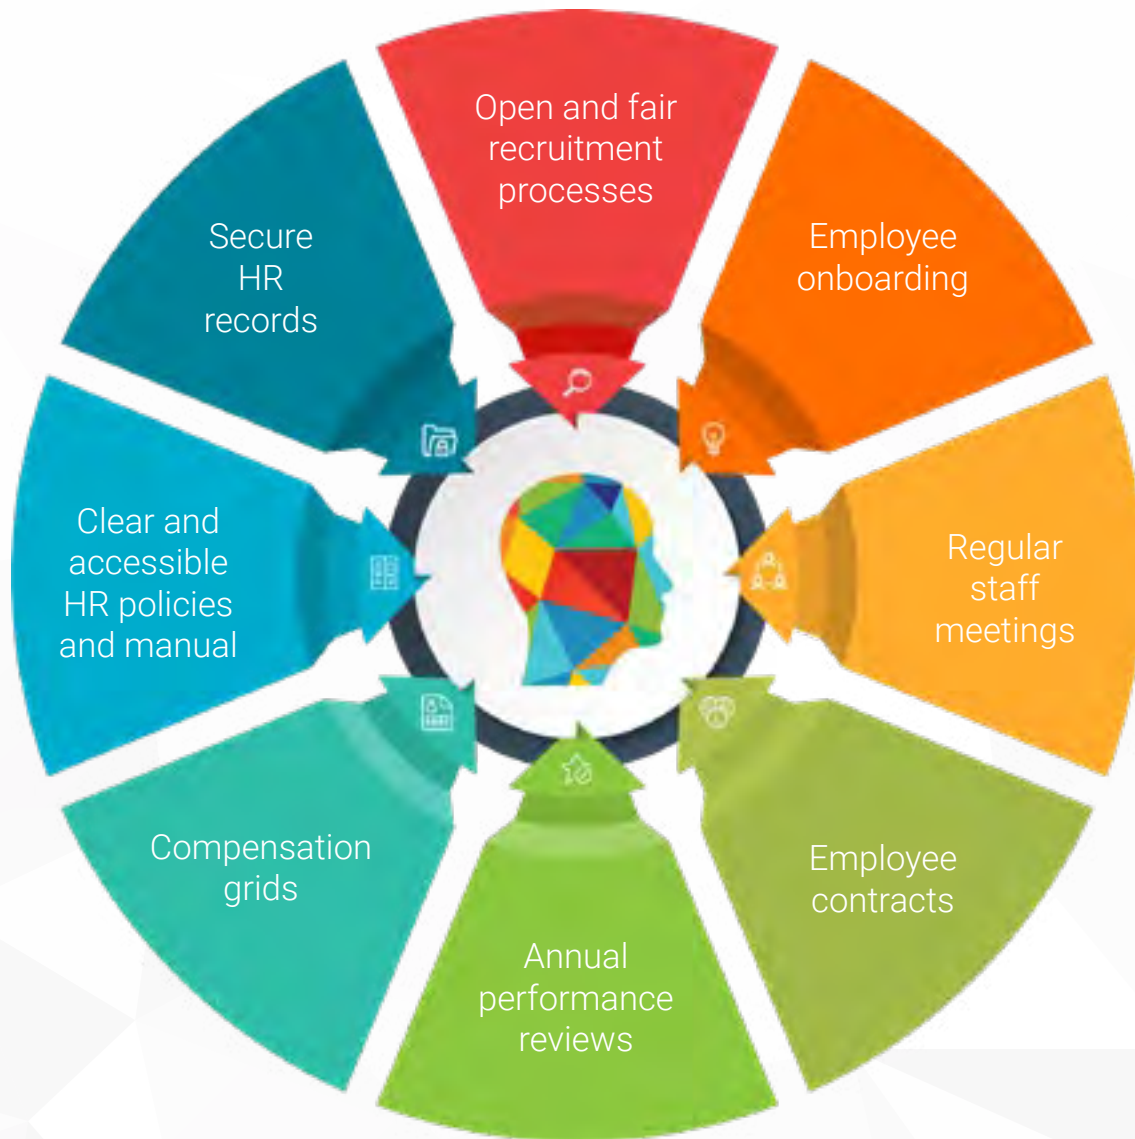 Open and fair
recruitment
processes
Employee
onboarding
Regular
staff
meetings
Employee
contracts
Annual
performance
reviews
Compensation
grids
Clear and
accessible
HR policies
and manual
Secure
HR
records